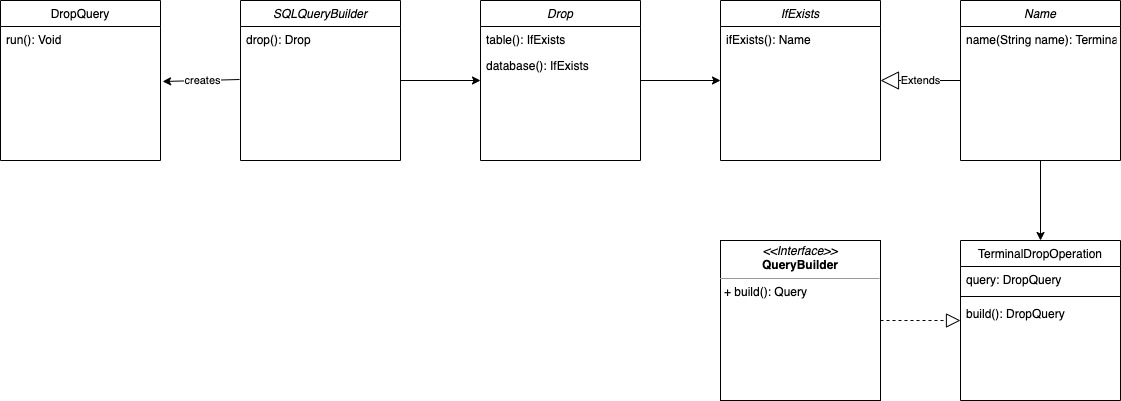 DropQuery
run(): Void
creates
SQLQueryBuilder
drop(): Drop
Drop
table(): IfExists
database(): IfExists
IfExists
ifExists(): Name
Extends
Name
name(String name): Termina
<<Interface>>
QueryBuilder
+ build(): Query
TerminalDropOperation
query: DropQuery
build(): DropQuery